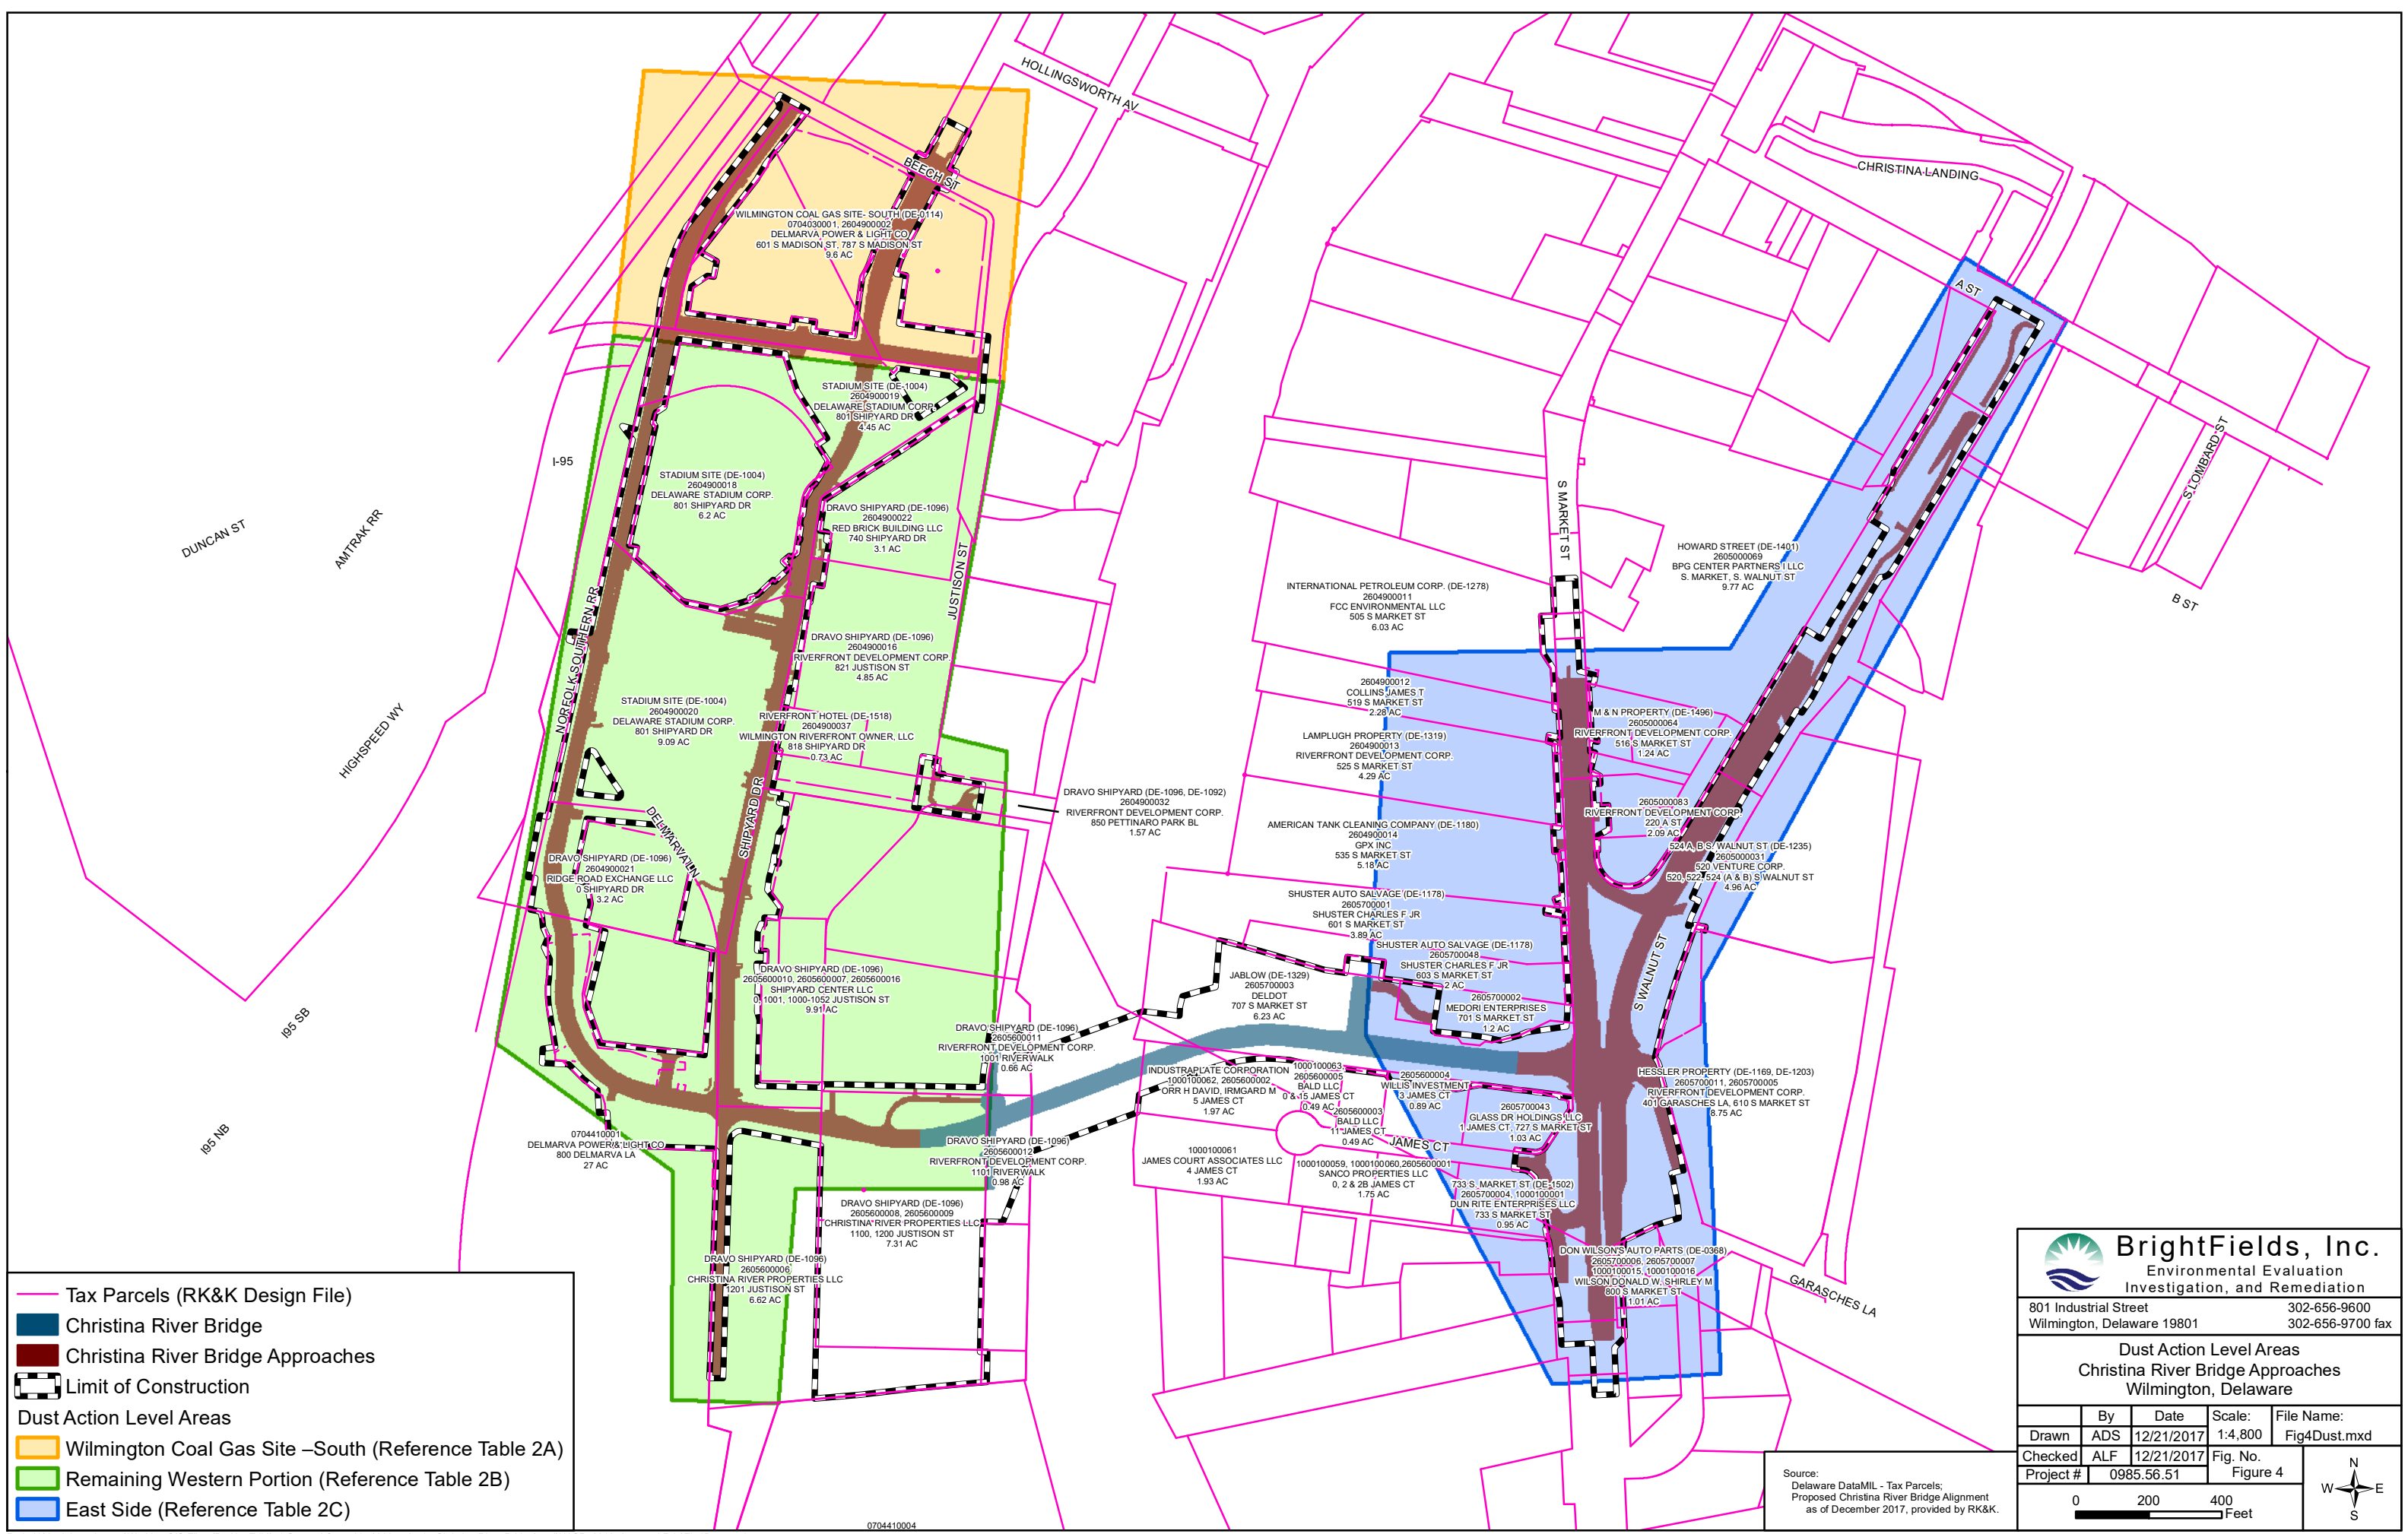 HOLLINGSWORTH AV
BEECH ST
CHRISTINA LANDING
WILMINGTON COAL GAS SITE- SOUTH (DE-0114)
0704030001, 2604900002
DELMARVA POWER & LIGHT CO
601 S MADISON ST, 787 S MADISON ST
9.6 AC
A ST
STADIUM SITE (DE-1004)
2604900019
DELAWARE STADIUM CORP.
801 SHIPYARD DR
4.45 AC
I-95
STADIUM SITE (DE-1004)
2604900018
DELAWARE STADIUM CORP.
801 SHIPYARD DR
6.2 AC
DRAVO SHIPYARD (DE-1096)
2604900022
RED BRICK BUILDING LLC
740 SHIPYARD DR
3.1 AC
S MARKET ST
S LOMBARD ST
DUNCAN ST
AMTRAK RR
JUSTISON ST
NORFOLK SOUTHERN RR
HOWARD STREET (DE-1401)
2605000069
BPG CENTER PARTNERS I LLC
S. MARKET, S. WALNUT ST
9.77 AC
B ST
INTERNATIONAL PETROLEUM CORP. (DE-1278)
2604900011
FCC ENVIRONMENTAL LLC
505 S MARKET ST
6.03 AC
DRAVO SHIPYARD (DE-1096)
2604900016
RIVERFRONT DEVELOPMENT CORP.
821 JUSTISON ST
4.85 AC
STADIUM SITE (DE-1004)
2604900020
DELAWARE STADIUM CORP.
801 SHIPYARD DR
9.09 AC
RIVERFRONT HOTEL (DE-1518)
2604900037
WILMINGTON RIVERFRONT OWNER, LLC
818 SHIPYARD DR
0.73 AC
2604900012
COLLINS JAMES T
519 S MARKET ST
2.28 AC
M & N PROPERTY (DE-1496)
2605000064
RIVERFRONT DEVELOPMENT CORP.
516 S MARKET ST
1.24 AC
LAMPLUGH PROPERTY (DE-1319)
2604900013
RIVERFRONT DEVELOPMENT CORP.
525 S MARKET ST
4.29 AC
HIGHSPEED WY
DRAVO SHIPYARD (DE-1096, DE-1092)
2604900032
RIVERFRONT DEVELOPMENT CORP.
850 PETTINARO PARK BL
1.57 AC
2605000083
RIVERFRONT DEVELOPMENT CORP.
220 A ST
2.09 AC
DELMARVA LN
SHIPYARD DR
AMERICAN TANK CLEANING COMPANY (DE-1180)
2604900014
GPX INC
535 S MARKET ST
5.18 AC
524 A, B S. WALNUT ST (DE-1235)
2605000031
520 VENTURE CORP.
520, 522, 524 (A & B) S WALNUT ST
4.96 AC
DRAVO SHIPYARD (DE-1096)
2604900021
RIDGE ROAD EXCHANGE LLC
0 SHIPYARD DR
3.2 AC
SHUSTER AUTO SALVAGE (DE-1178)
2605700001
SHUSTER CHARLES F JR
601 S MARKET ST
3.89 AC
SHUSTER AUTO SALVAGE (DE-1178)
2605700048
SHUSTER CHARLES F JR
603 S MARKET ST
2 AC
S WALNUT ST
DRAVO SHIPYARD (DE-1096)
2605600010, 2605600007, 2605600016
SHIPYARD CENTER LLC
0, 1001, 1000-1052 JUSTISON ST
9.91 AC
JABLOW (DE-1329)
2605700003
DELDOT
707 S MARKET ST
6.23 AC
2605700002
MEDORI ENTERPRISES
701 S MARKET ST
1.2 AC
I95 SB
DRAVO SHIPYARD (DE-1096)
2605600011
RIVERFRONT DEVELOPMENT CORP.
1001 RIVERWALK
0.66 AC
INDUSTRAPLATE CORPORATION
1000100062, 2605600002
ORR H DAVID, IRMGARD M
5 JAMES CT
1.97 AC
1000100063
2605600005
BALD LLC
0 & 15 JAMES CT
0.49 AC
2605600004
WILLIS INVESTMENT
3 JAMES CT
0.89 AC
HESSLER PROPERTY (DE-1169, DE-1203)
2605700011, 2605700005
RIVERFRONT DEVELOPMENT CORP.
401 GARASCHES LA, 610 S MARKET ST
8.75 AC
2605600003
BALD LLC
11 JAMES CT
0.49 AC
2605700043
GLASS DR HOLDINGS LLC
1 JAMES CT, 727 S MARKET ST
1.03 AC
JAMES CT
I95 NB
0704410001
DELMARVA POWER & LIGHT CO
800 DELMARVA LA
27 AC
DRAVO SHIPYARD (DE-1096)
2605600012
RIVERFRONT DEVELOPMENT CORP.
1101 RIVERWALK
0.98 AC
1000100061
JAMES COURT ASSOCIATES LLC
4 JAMES CT
1.93 AC
1000100059, 1000100060,2605600001
SANCO PROPERTIES LLC
0, 2 & 2B JAMES CT
1.75 AC
733 S. MARKET ST (DE-1502)
2605700004, 1000100001
DUN RITE ENTERPRISES LLC
733 S MARKET ST
0.95 AC
DRAVO SHIPYARD (DE-1096)
2605600008, 2605600009
CHRISTINA RIVER PROPERTIES LLC
1100, 1200 JUSTISON ST
7.31 AC
DRAVO SHIPYARD (DE-1096)
2605600006
CHRISTINA RIVER PROPERTIES LLC
1201 JUSTISON ST
6.62 AC
DON WILSON'S AUTO PARTS (DE-0368)
2605700006, 2605700007
1000100015, 1000100016
WILSON DONALD W, SHIRLEY M
800 S MARKET ST
1.01 AC
GARASCHES LA
0704410004
Tax Parcels (RK&K Design File)
Christina River Bridge
Christina River Bridge Approaches
Limit of Construction
Dust Action Level Areas
Wilmington Coal Gas Site –South (Reference Table 2A)
Remaining Western Portion (Reference Table 2B)
East Side (Reference Table 2C)
Source:
Delaware DataMIL - Tax Parcels;
Proposed Christina River Bridge Alignment
as of December 2017, provided by RK&K.
BrightFields, Inc.
Environmental Evaluation
Investigation, and Remediation
801 Industrial Street 302-656-9600
Wilmington, Delaware 19801 302-656-9700 fax
Dust Action Level Areas
Christina River Bridge Approaches
Wilmington, Delaware
By Date Scale: File Name:
Drawn ADS 12/21/2017 1:4,800 Fig4Dust.mxd
Checked ALF 12/21/2017 Fig. No.
Project # 0985.56.51 Figure 4
0 200 400
Feet
N
W E
S